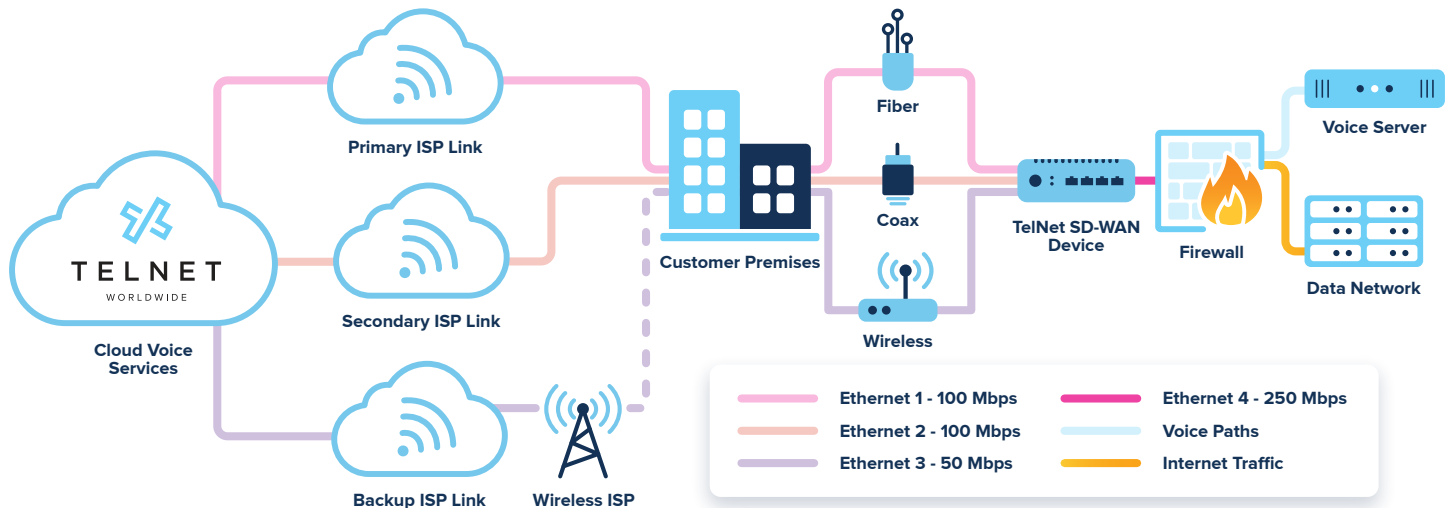 Primary ISP Link
TELNET
WORLDWIDE
Cloud Voice
Services
Secondary ISP Link
Backup ISP Link
Wireless ISP
Customer Premises
Fiber
Coax
Wireless
TelNet SD-WAN
Device
Firewall
Voice Server
Data Network
Ethernet 1 - 100 Mbps
Ethernet 2 - 100 Mbps
Ethernet 3 - 50 Mbps
Ethernet 4 - 250 Mbps
Voice Paths
Internet Traffic